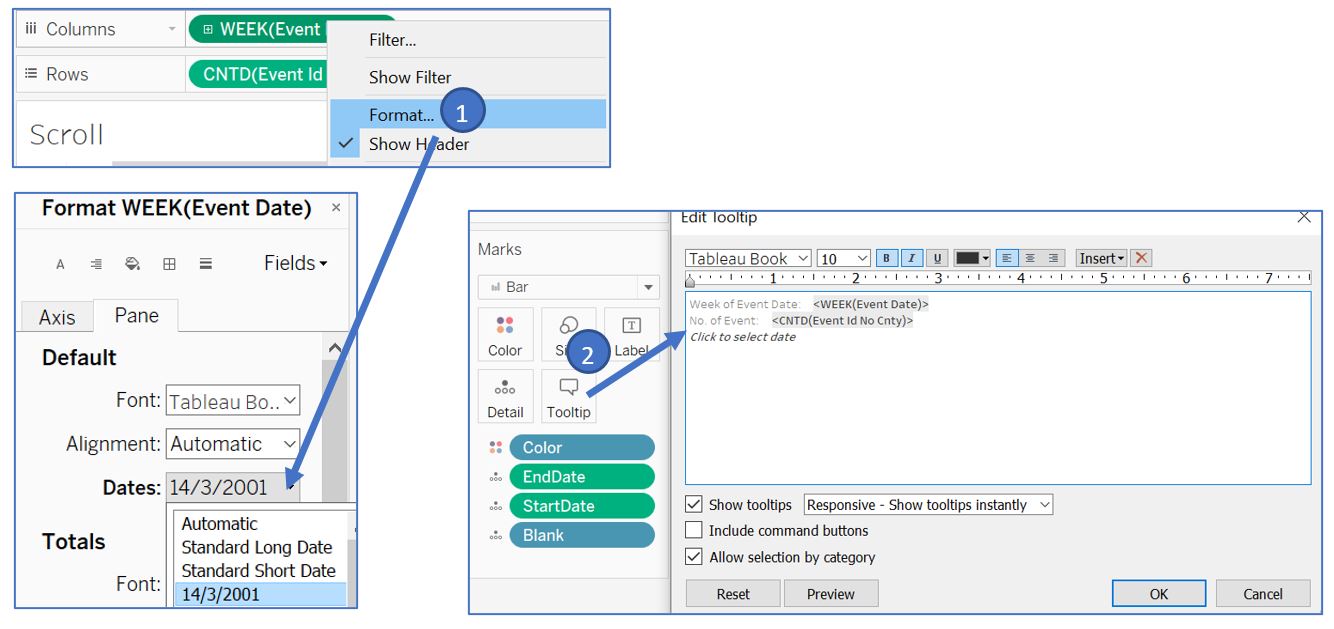 Columns
WEEK(Event
Rows
CNTD(Event Id
Scroll
Filter...
Show Filter
Format...
1
Show Header
Format WEEK(Event Date)
Fields
Axis
Pane
Default
Font: Tableau Bo..
Alignment: Automatic
Dates: 14/3/2001
Automatic
Standard Long Date
Standard Short Date
14/3/2001
Totals
Font:
Marks
Bar
Color
Label
2
Detail
Tooltip
Color
EndDate
StartDate
Blank
Edit Tooltip
Tableau Book 10 B I U Insert
1 2 3 4 5 6 7
Week of Event Date: <WEEK(Event Date)>
No. of Event: <CNTD(Event Id No Cnty)>
Click to select date
Show tooltips Responsive - Show tooltips instantly
Include command buttons
Allow selection by category
Reset Preview OK Cancel